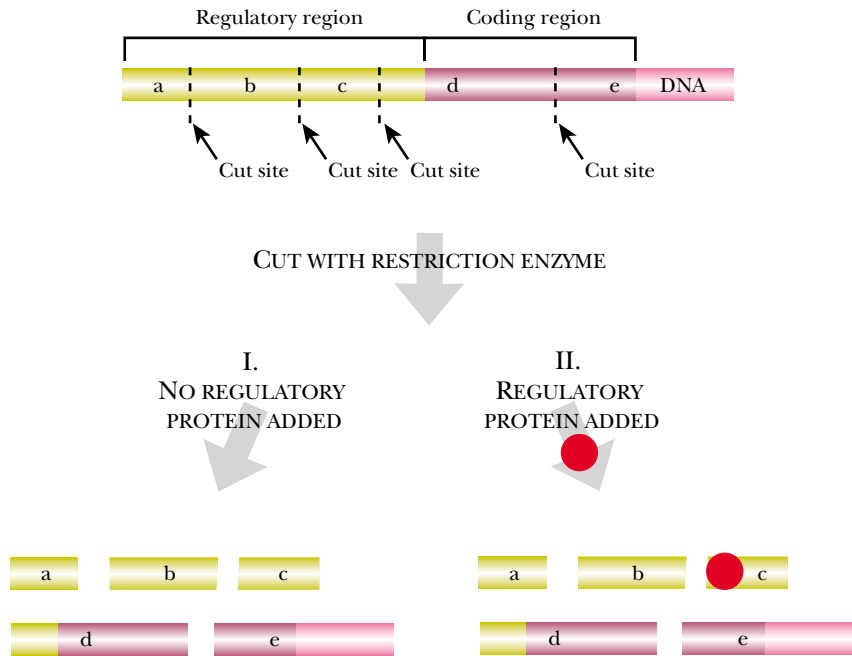 Regulatory region
Coding region
a b c d e DNA
Cut site Cut site Cut site Cut site
CUT WITH RESTRICTION ENZYME
I.
NO REGULATORY
PROTEIN ADDED
II.
REGULATORY
PROTEIN ADDED
a b c
d e
a b c
d e